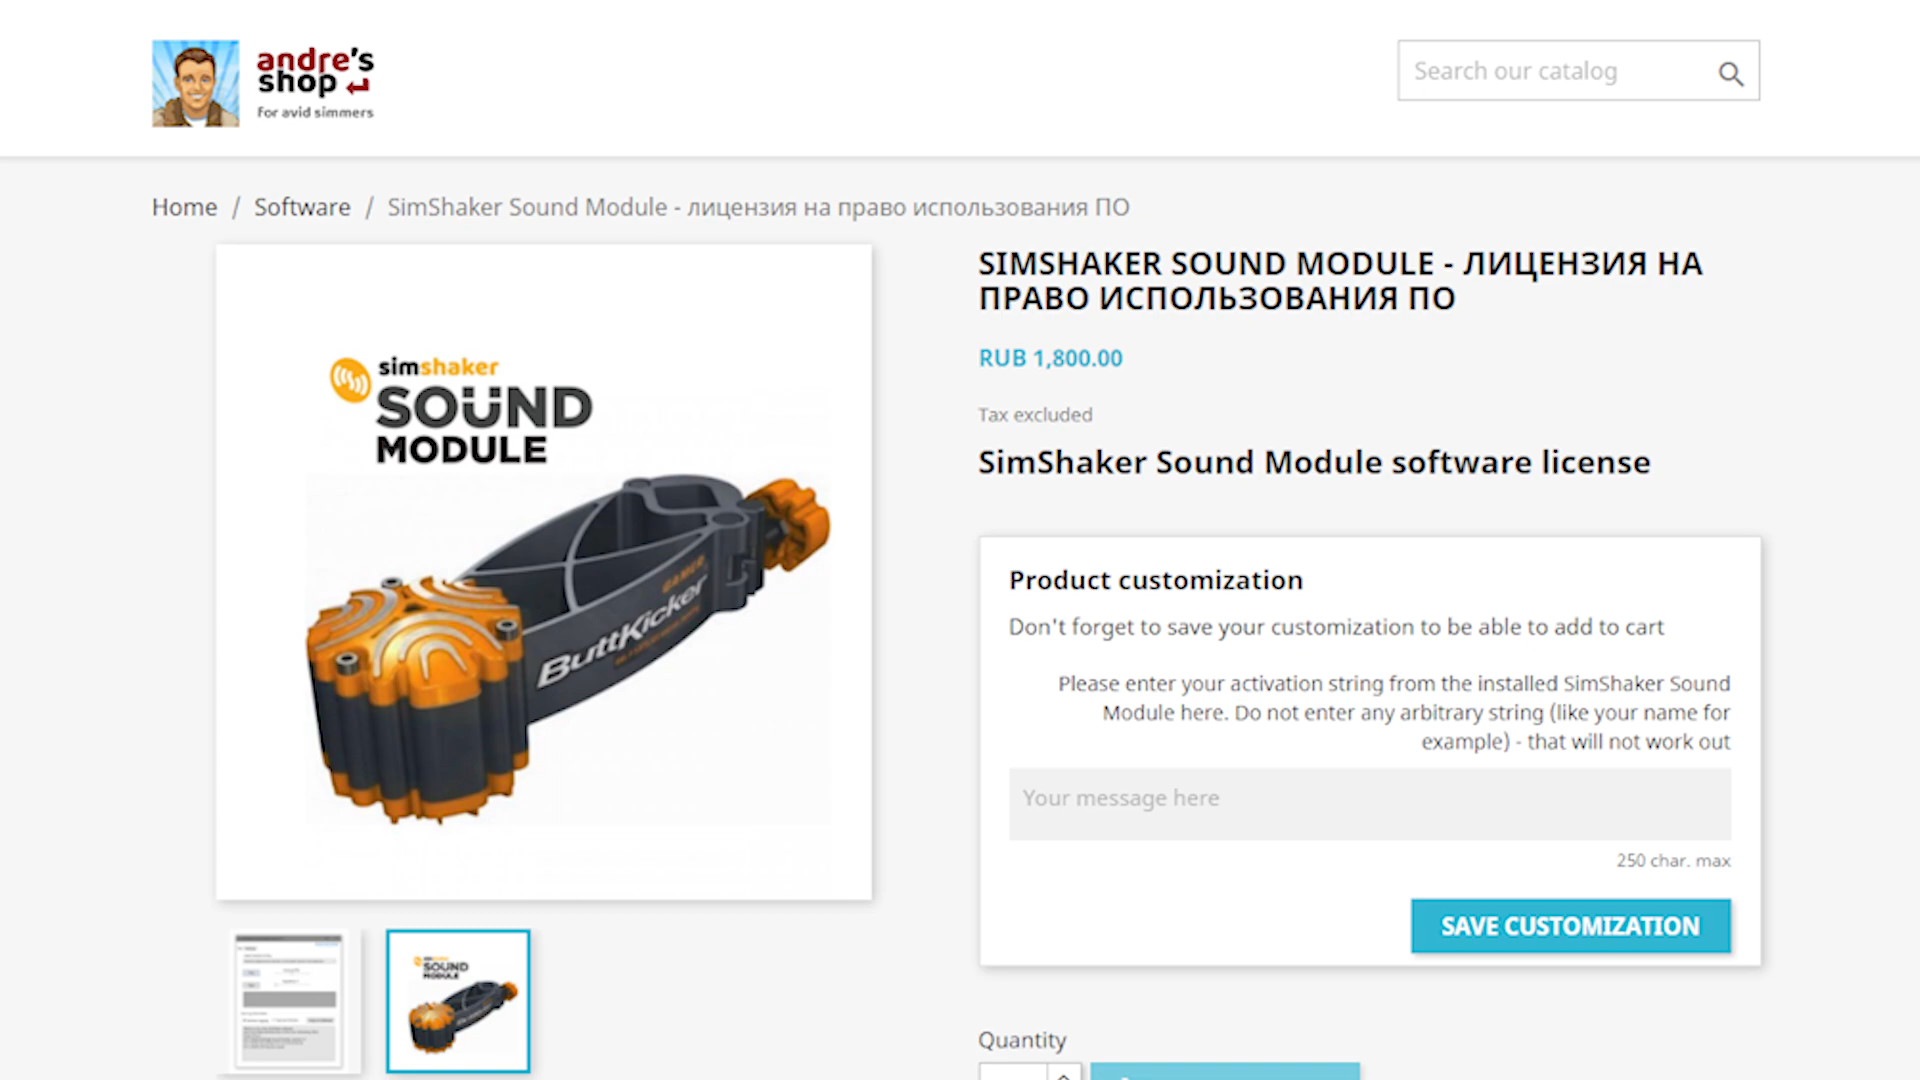 andre's
shop
For avid simmers
Search our catalog
Home / Software / SimShaker Sound Module - лицензия на право использования ПО
simshaker
SOUND
MODULE
GAMER
ButtKicker
SIMSHAKER SOUND MODULE - ЛИЦЕНЗИЯ НА
ПРАВО ИСПОЛЬЗОВАНИЯ ПО
RUB 1,800.00
Tax excluded
SimShaker Sound Module software license
Product customization
Don't forget to save your customization to be able to add to cart
Please enter your activation string from the installed SimShaker Sound
Module here. Do not enter any arbitrary string (like your name for
example) - that will not work out
Your message here
250 char. max
SAVE CUSTOMIZATION
SOUND
MODULE
Quantity